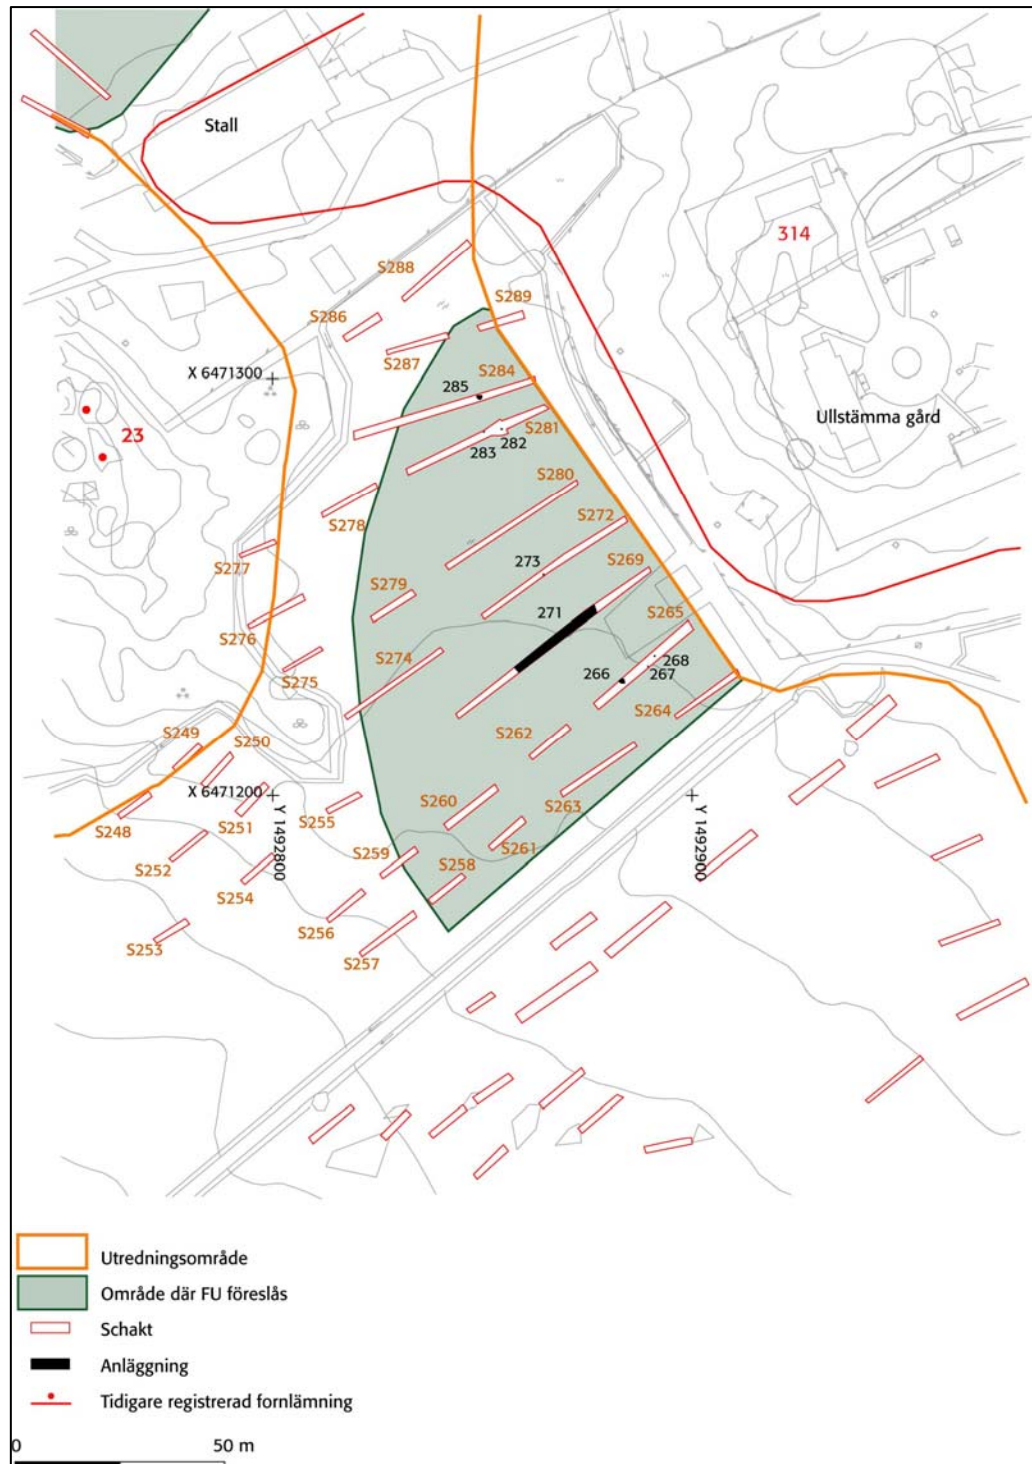 Stall
314
S288
S289
S286
S287
X 6471300
S284
285
23
Ullstämma gård
S281
282
283
S280
S278
S272
S277
273
S269
S279
271
S265
S276
S274
268
S275
266
267
S264
S249
S250
S262
X 6471200
S263
S260
S248
S251
Y 1492800
S255
Y 1492900
S261
S259
S252
S258
S254
S256
S253
S257
Utredningsområde
Område där FU föreslås
Schakt
Anläggning
Tidigare registrerad fornlämning
0 50 m